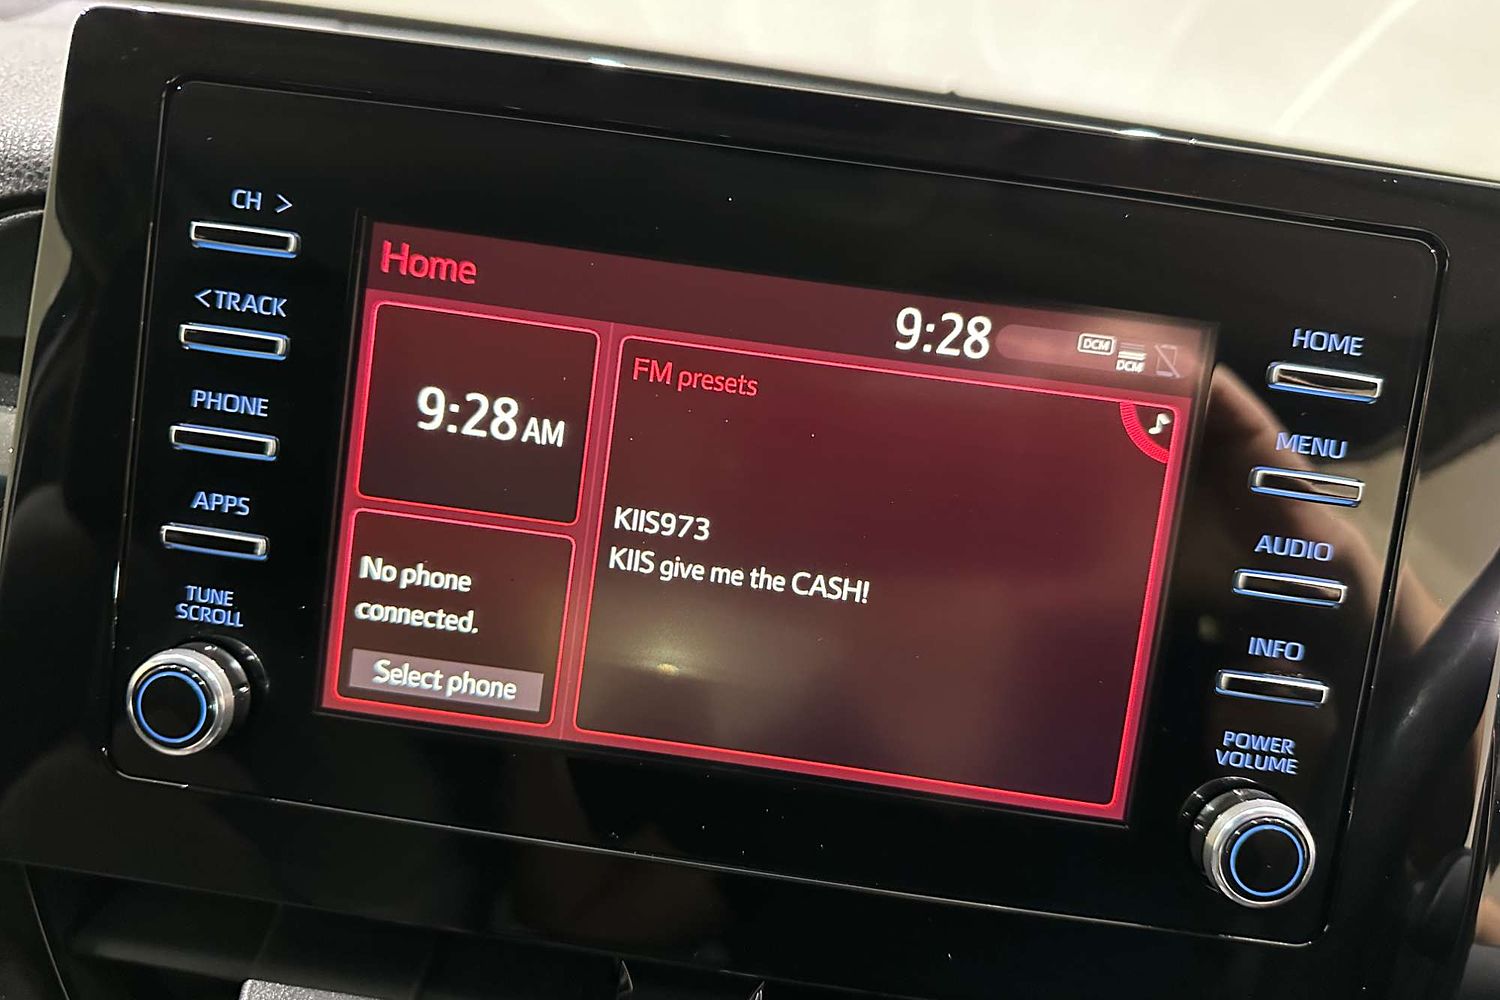 CH >
<TRACK
PHONE
APPS
TUNE
SCROLL
Home
9:28
DCM
DCM
9:28 AM
No phone
connected.
Select phone
FM presets
KIIS973
KIIS give me the CASH!
HOME
MENU
AUDIO
INFO
POWER
VOLUME